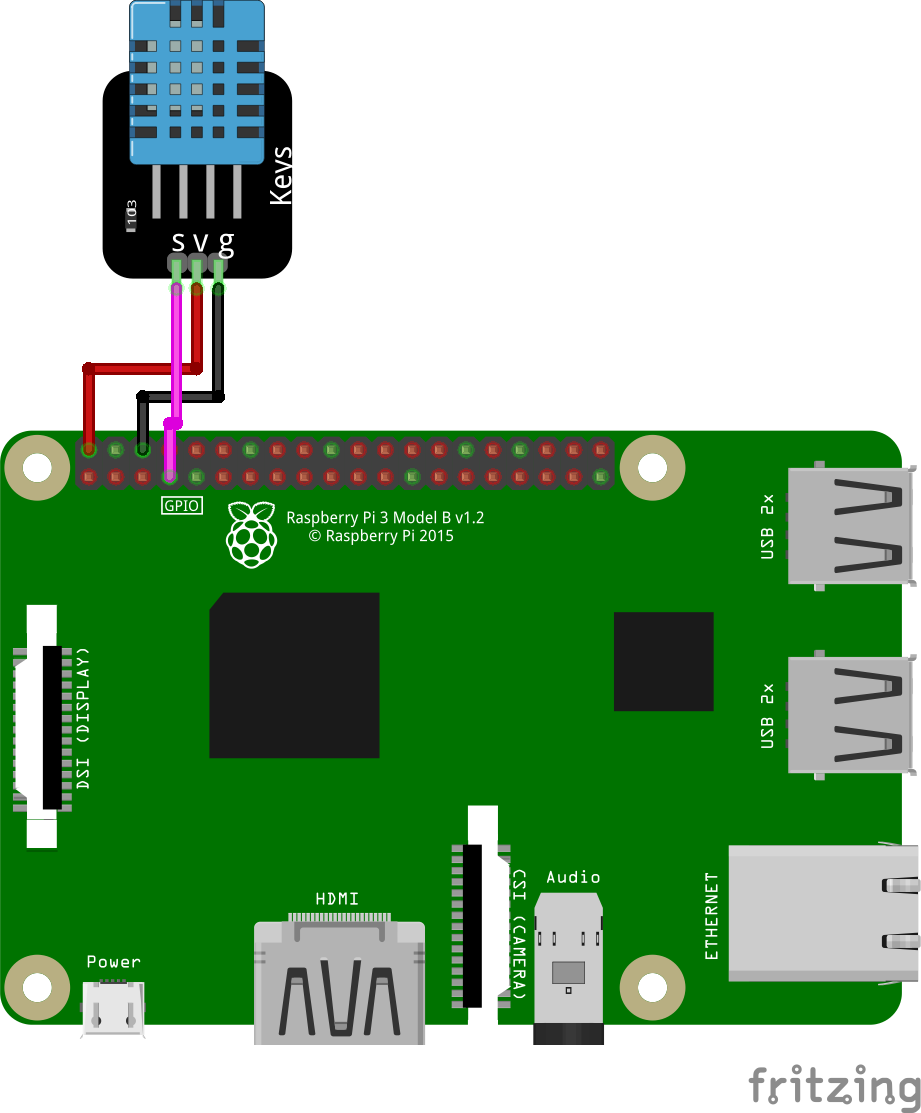 Keys
103
S V g
GPIO
Raspberry Pi 3 Model B v1.2
© Raspberry Pi 2015
USB 2x
DSI (DISPLAY)
USB 2x
CSI (CAMERA)
Audio
ETHERNET
HDMI
Power
fritzing